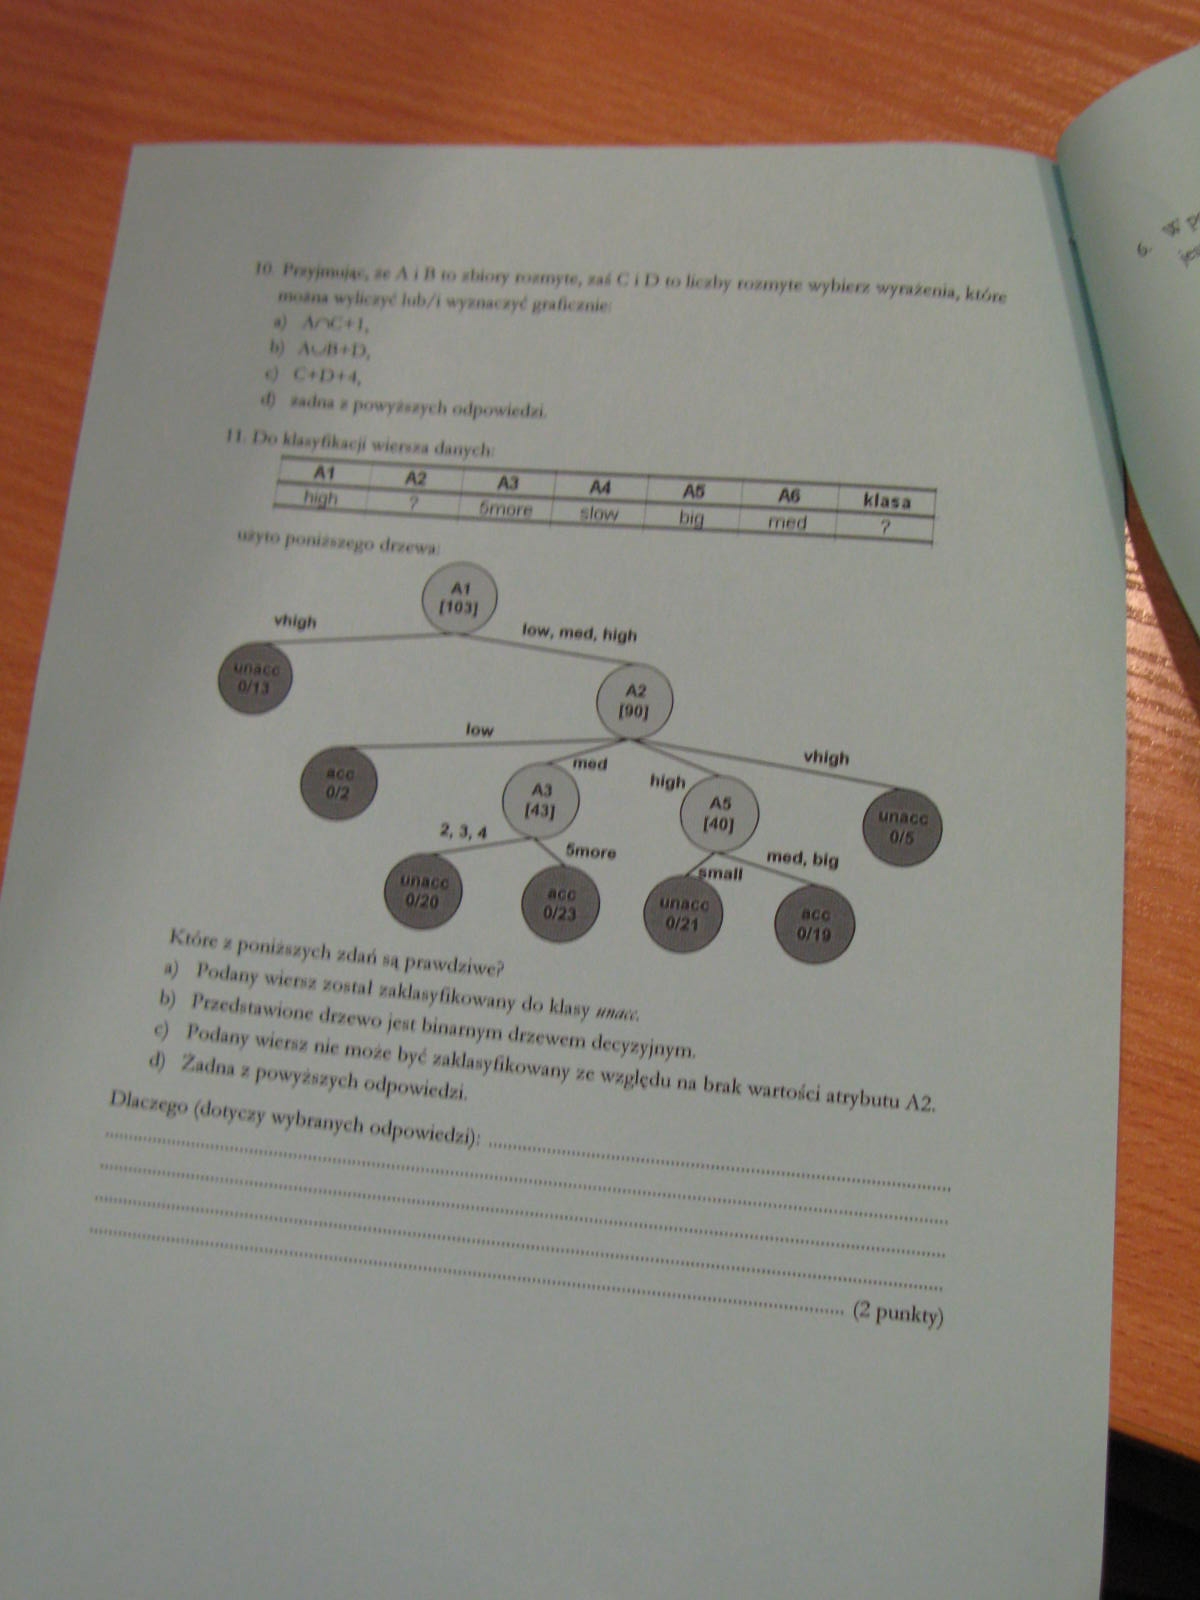 10. Przyjmując, że A i B to zbiory rozmyte, zaś C i D to liczby rozmyte wybierz wyrażenia, które
można wyliczyć lub/i wyznaczyć graficznie:
a) A∩C+1,
b) A∪B+D,
c) C+D+4,
d) żadna z powyższych odpowiedzi.
11. Do klasyfikacji wiersza danych:
A1 A2 A3 A4 A5 A6 klasa
high ? 5more slow big med ?
użyto poniższego drzewa:
A1
[103]
vhigh
low, med, high
unacc
0/13
A2
[90]
low
med
high
vhigh
acc
0/2
A3
[43]
A5
[40]
unacc
0/5
2, 3, 4
5more
small
med, big
unacc
0/20
acc
0/23
unacc
0/21
acc
0/19
Które z poniższych zdań są prawdziwe?
a) Podany wiersz został zaklasyfikowany do klasy unacc.
b) Przedstawione drzewo jest binarnym drzewem decyzyjnym.
c) Podany wiersz nie może być zaklasyfikowany ze względu na brak wartości atrybutu A2.
d) Żadna z powyższych odpowiedzi.
Dlaczego (dotyczy wybranych odpowiedzi): ....................
(2 punkty)
6. W